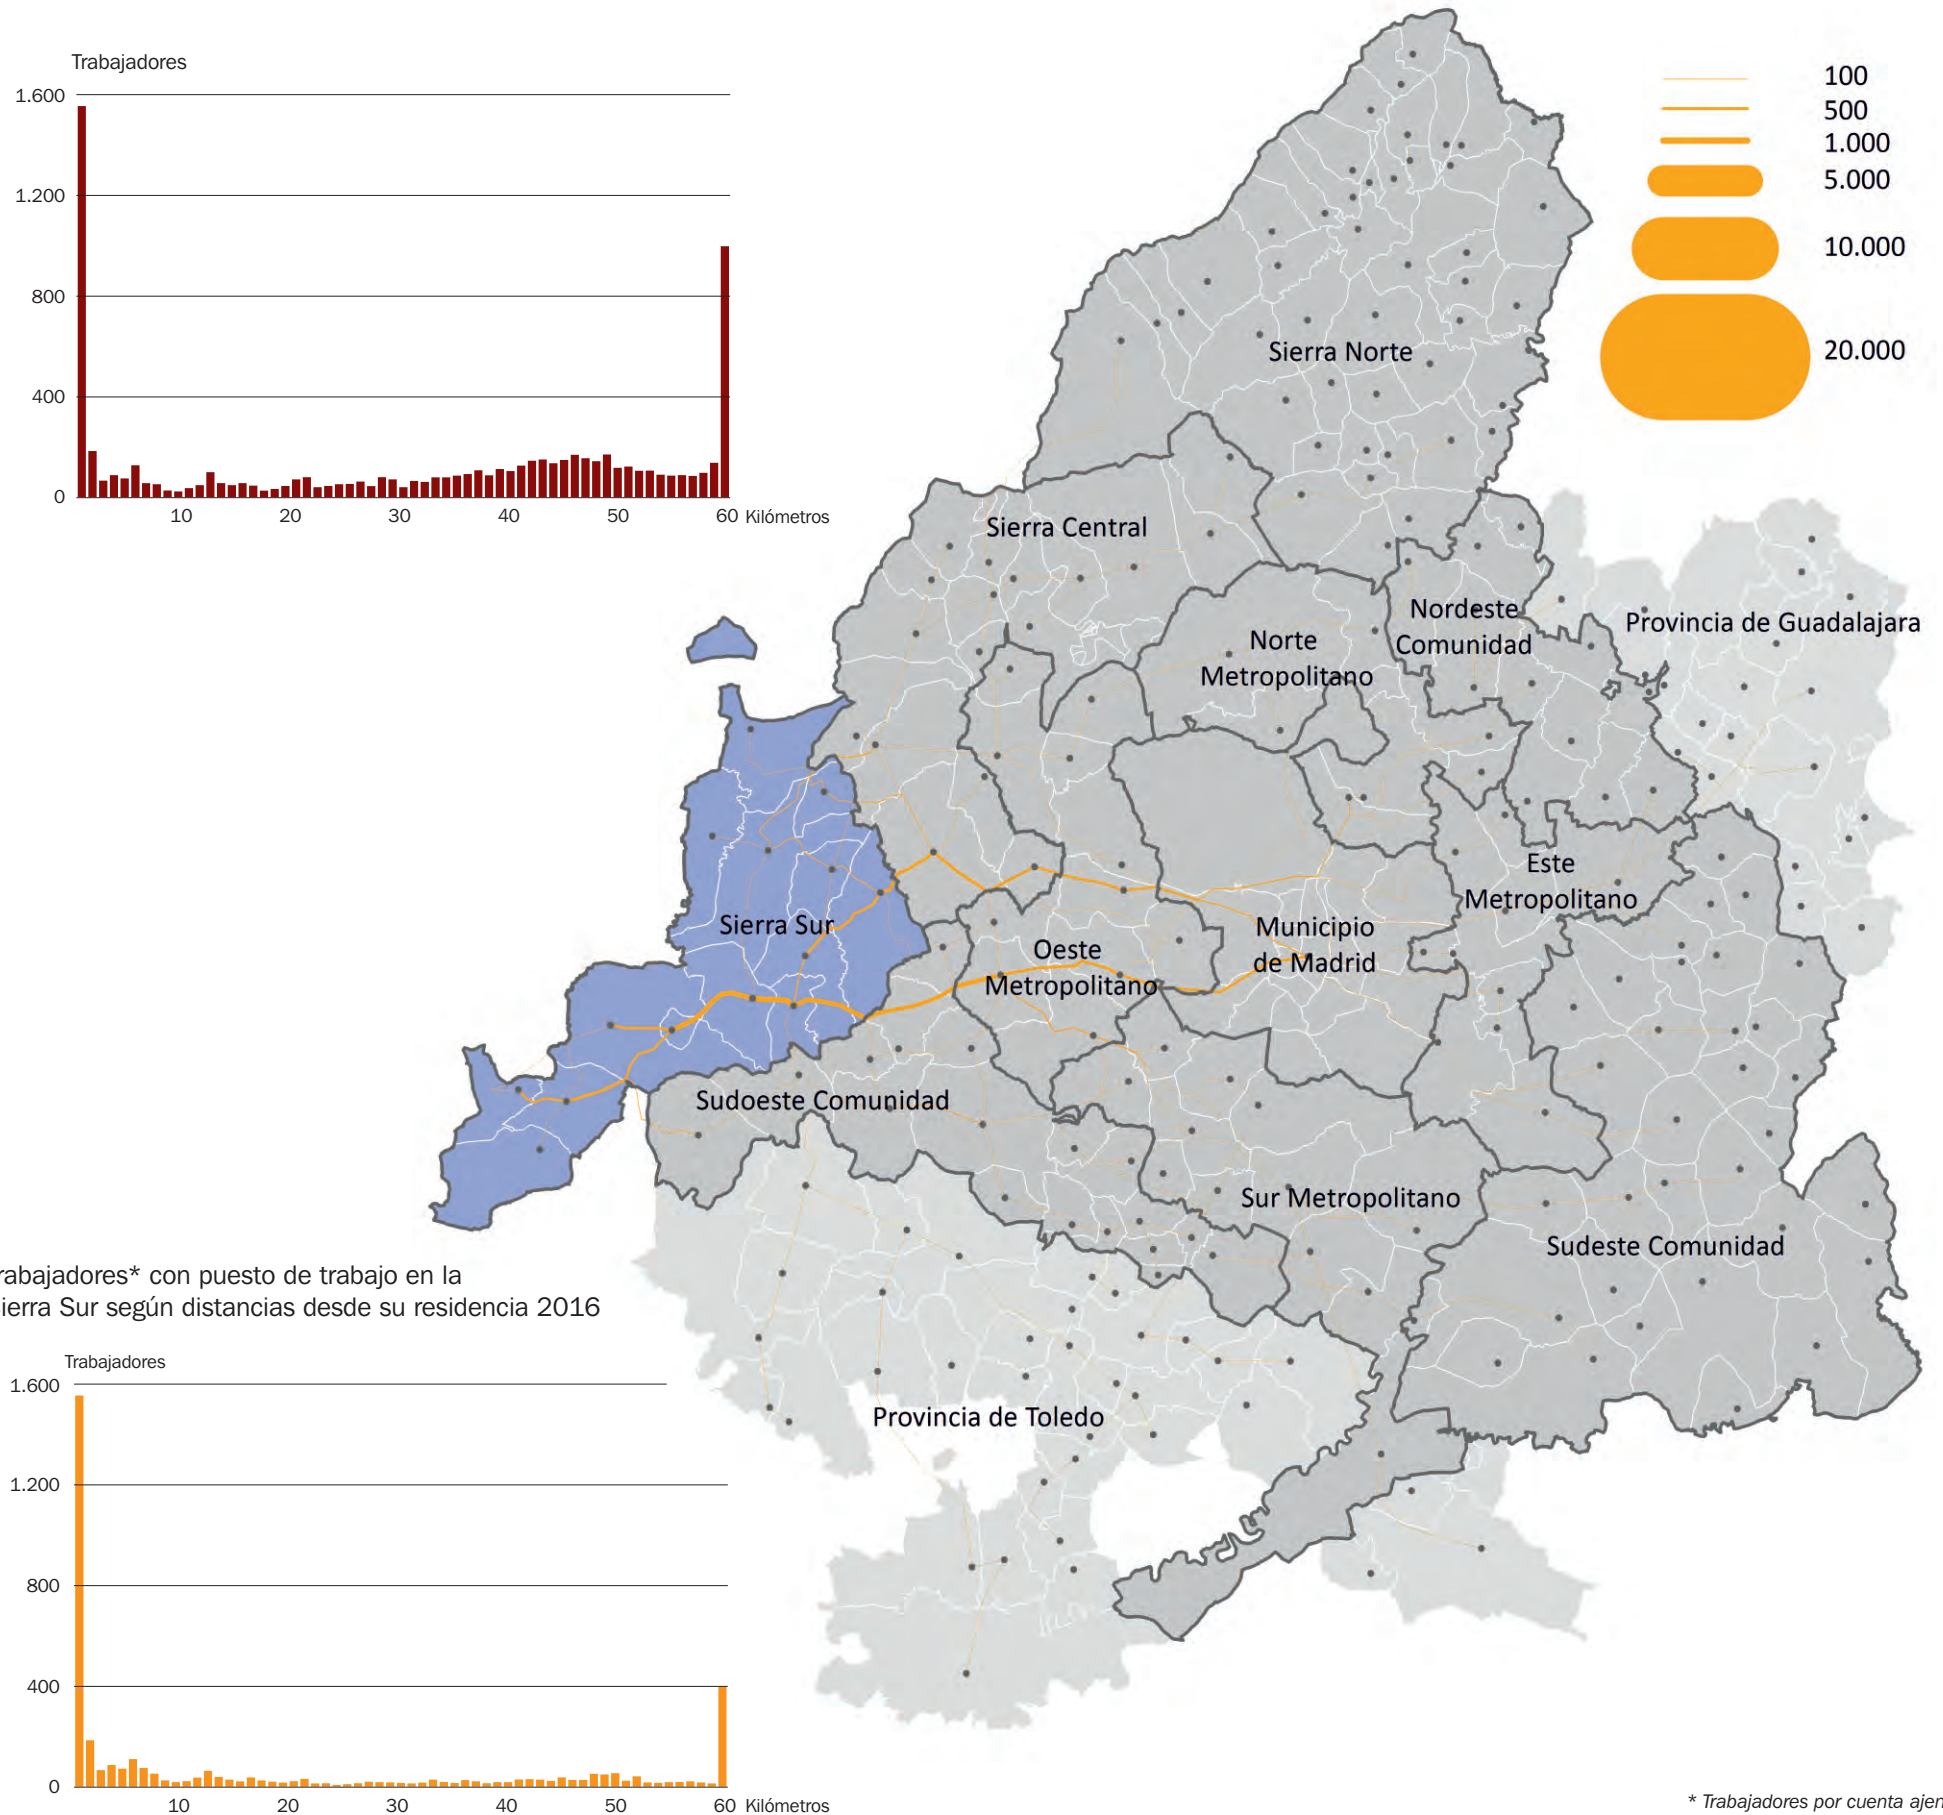 Trabajadores
1.600
1.200
800
400
0
10
20
30
40
50
60
Kilómetros
100
500
1.000
5.000
10.000
20.000
Sierra Norte
Sierra Central
Nordeste
Comunidad
Provincia de Guadalajara
Norte
Metropolitano
Este
Metropolitano
Sierra Sur
Oeste
Metropolitano
Municipio
de Madrid
Sudoeste Comunidad
Sur Metropolitano
Sudeste Comunidad
Provincia de Toledo
rabajadores* con puesto de trabajo en la
ierra Sur según distancias desde su residencia 2016
Trabajadores
1.600
1.200
800
400
0
10
20
30
40
50
60
Kilómetros
* Trabajadores por cuenta ajen